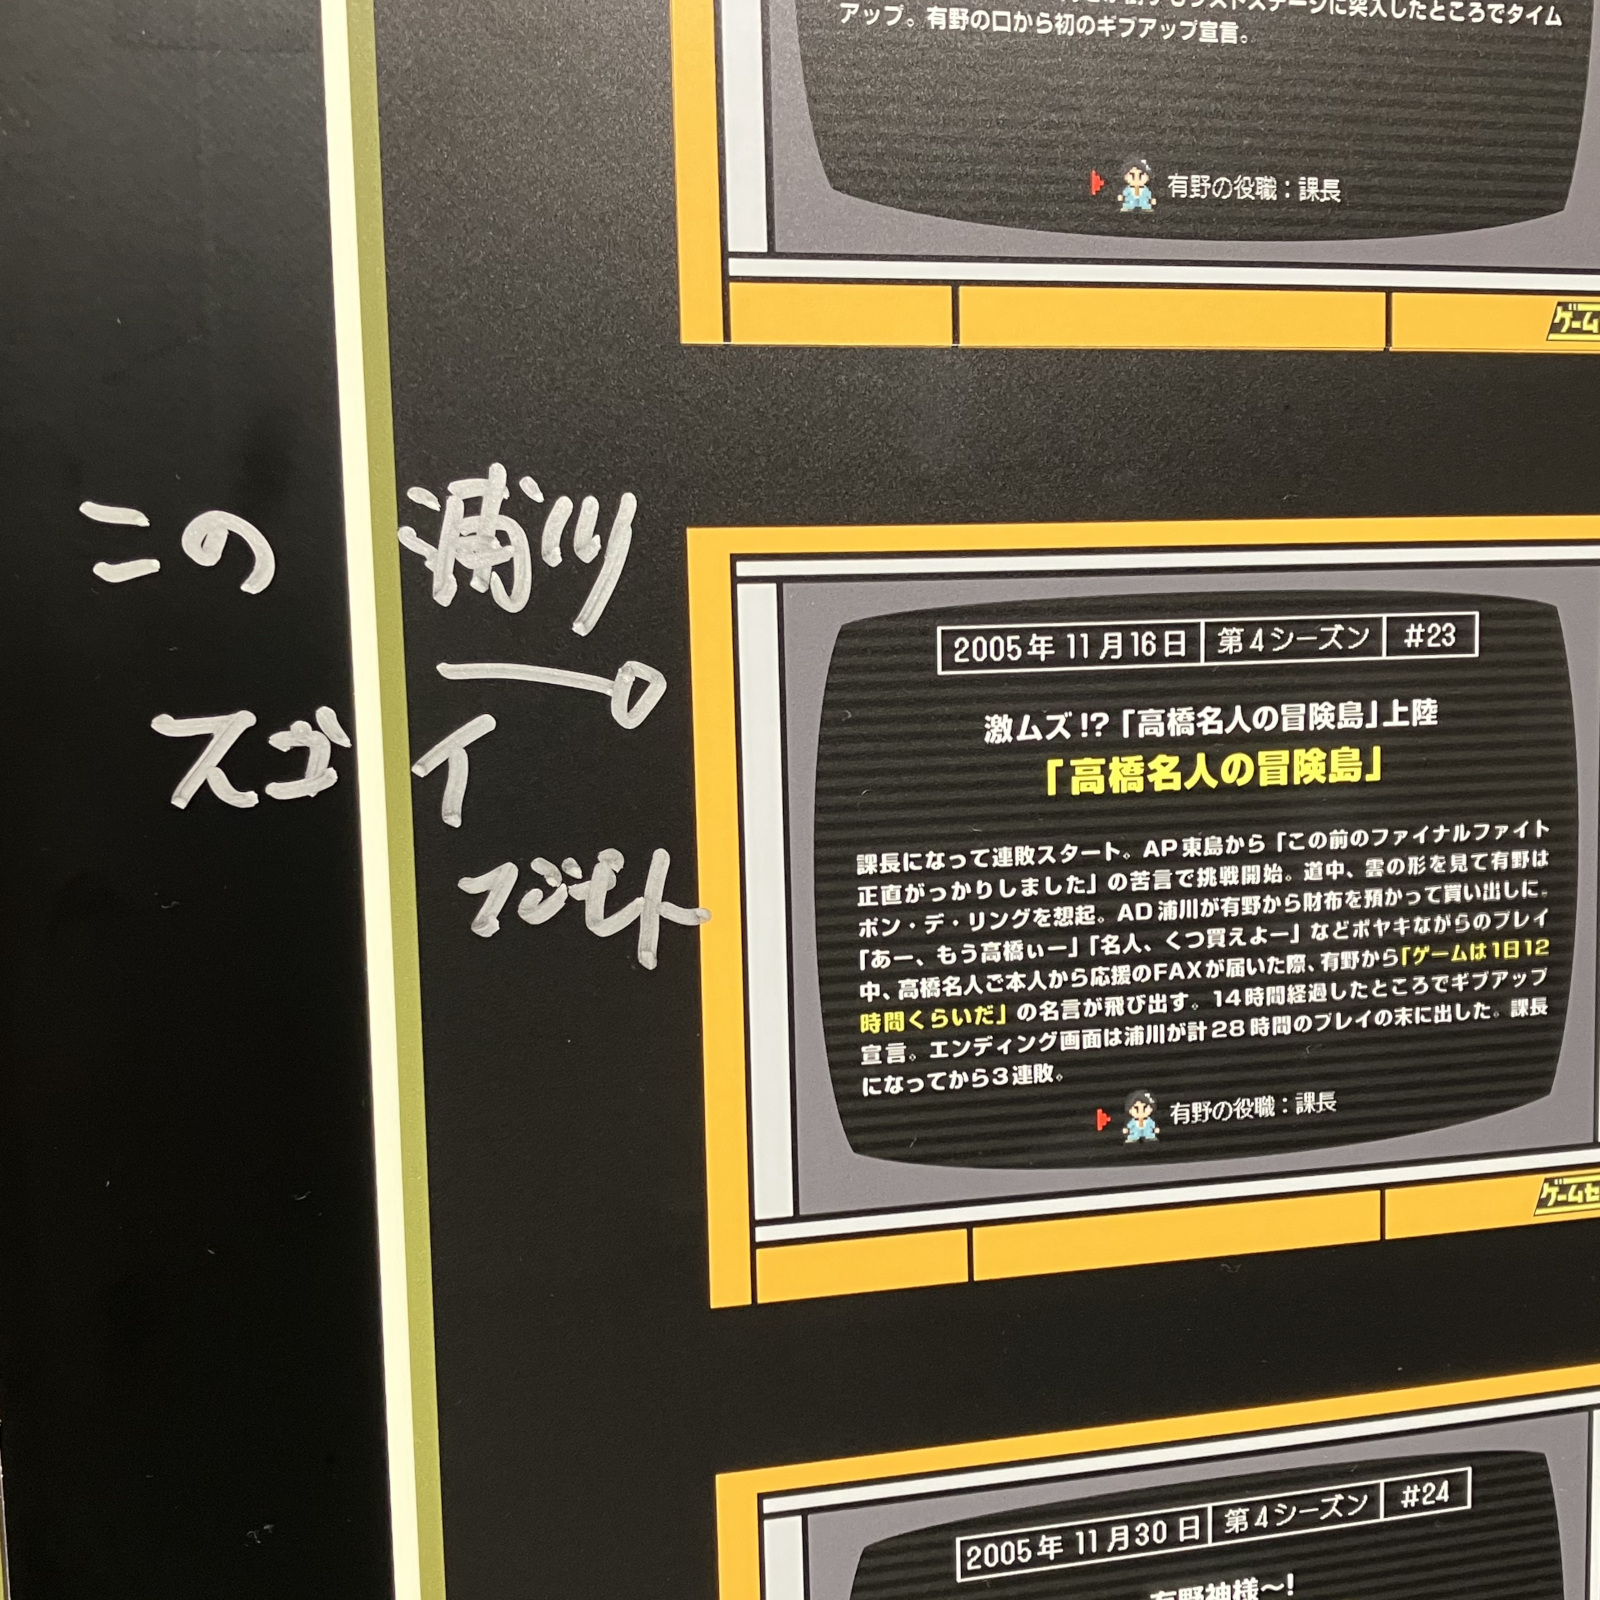 アップ。有野の口から初のギブアップ宣言。
有野の役職：課長
この浦川
スゴイ
フジモト
2005年 11月16日 第4シーズン #23
激ムズ!?「高橋名人の冒険島」上陸
「高橋名人の冒険島」
課長になって連敗スタート。AP東島から「この前のファイナルファイト
正直がっかりしました」の苦言で挑戦開始。道中、雲の形を見て有野は
ポン・デ・リングを想起。AD浦川が有野から財布を預かって買い出しに。
「あー、もう高橋ぃー」「名人、くつ買えよー」などボヤキながらのプレイ
中、高橋名人ご本人から応援のFAXが届いた際、有野から「ゲームは1日12
時間くらいだ」の名言が飛び出す。14時間経過したところでギブアップ
宣言。エンディング画面は浦川が計28時間のプレイの末に出した。課長
になってから3連敗。
有野の役職：課長
2005年 11月30日 第4シーズン #24
有野神様〜!